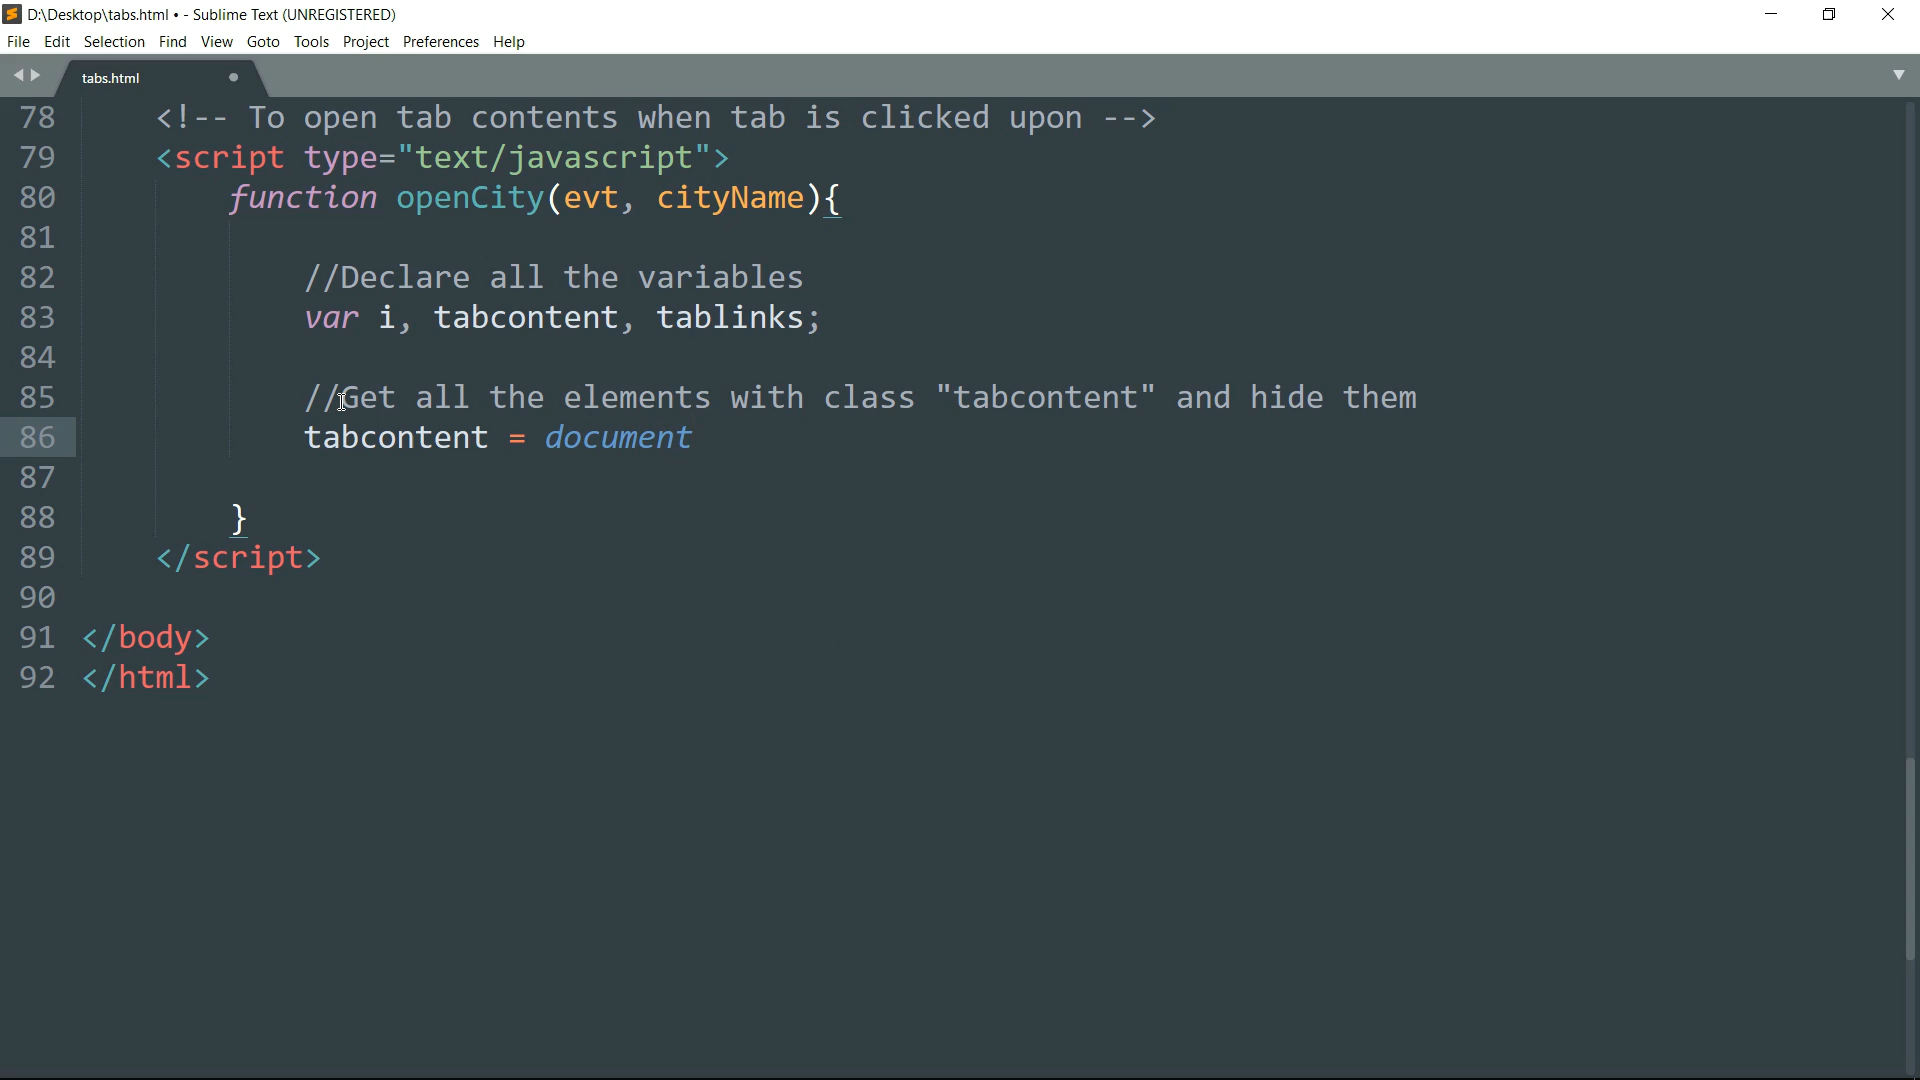 D:\Desktop\tabs.html • - Sublime Text (UNREGISTERED)
File Edit Selection Find View Goto Tools Project Preferences Help
tabs.html
78 <!-- To open tab contents when tab is clicked upon -->
79 <script type="text/javascript">
80 function openCity(evt, cityName){
81
82 //Declare all the variables
83 var i, tabcontent, tablinks;
84
85 //Get all the elements with class "tabcontent" and hide them
86 tabcontent = document
87
88 }
89 </script>
90
91 </body>
92 </html>